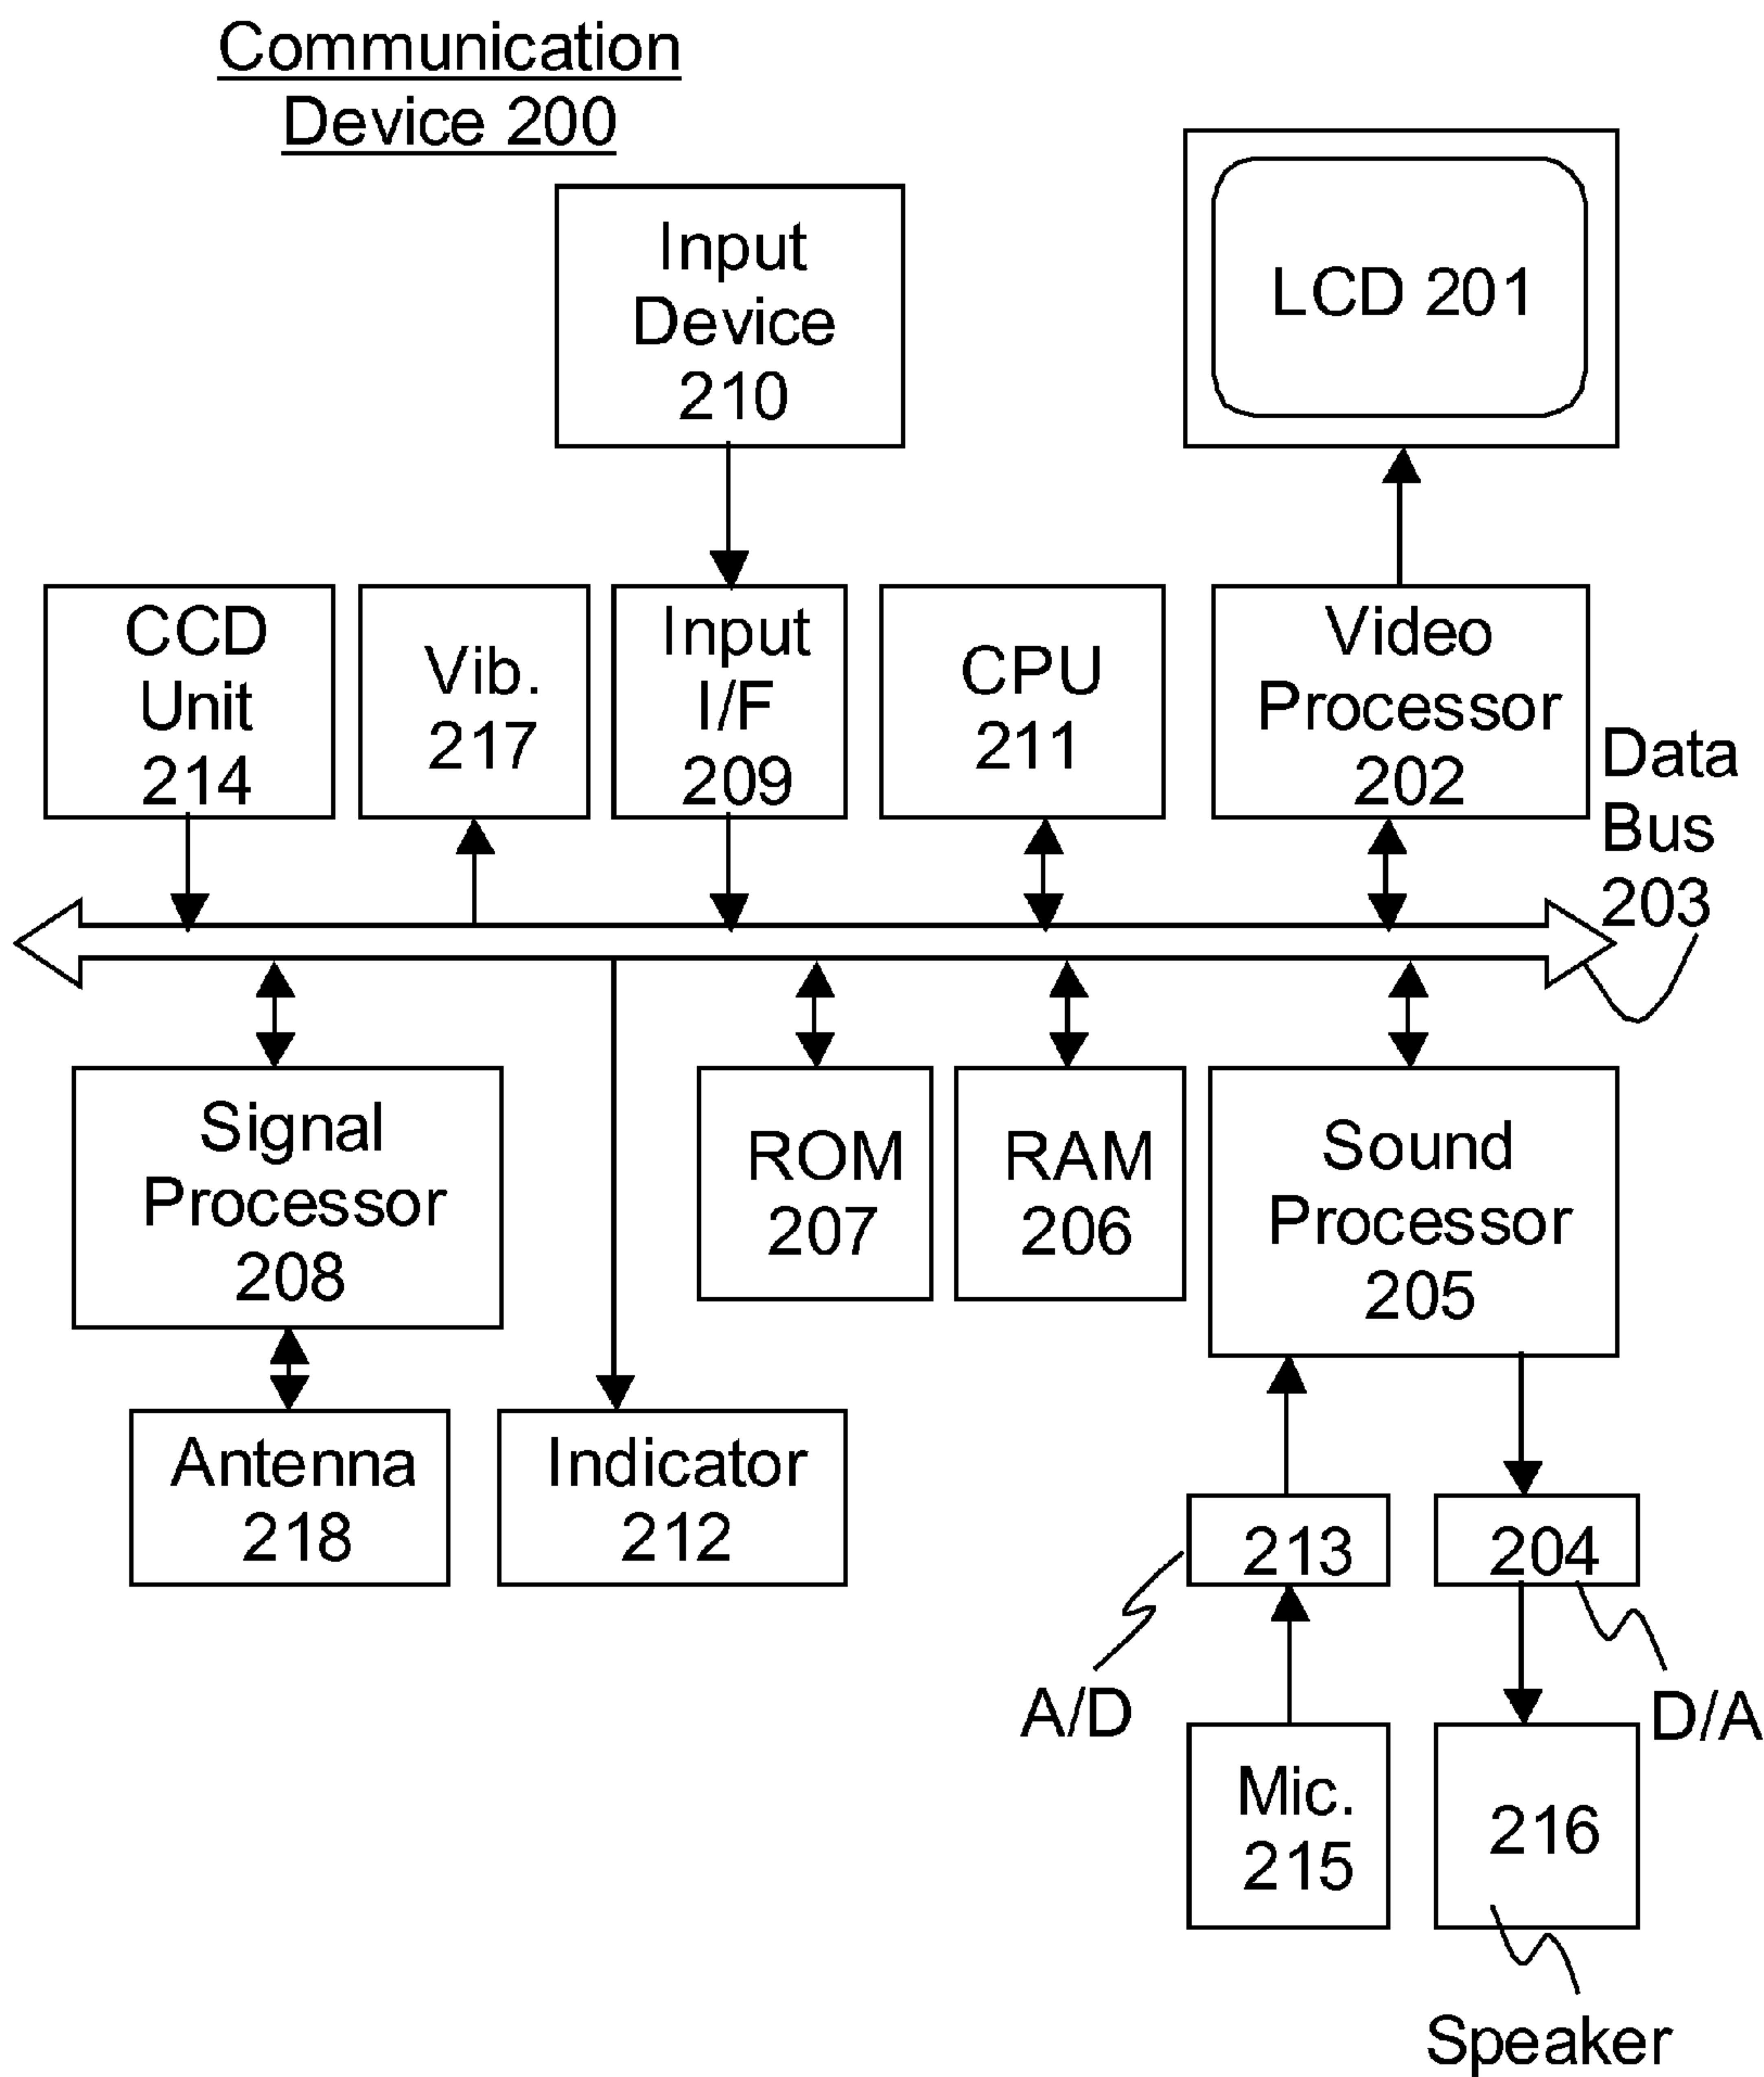 Communication
Device 200
Input
Device
210
LCD 201
CCD
Unit
214
Vib.
217
Input
I/F
209
CPU
211
Video
Processor
202
Data
Bus
203
Signal
Processor
208
ROM
207
RAM
206
Sound
Processor
205
Antenna
218
Indicator
212
213
204
A/D
D/A
Mic.
215
216
Speaker